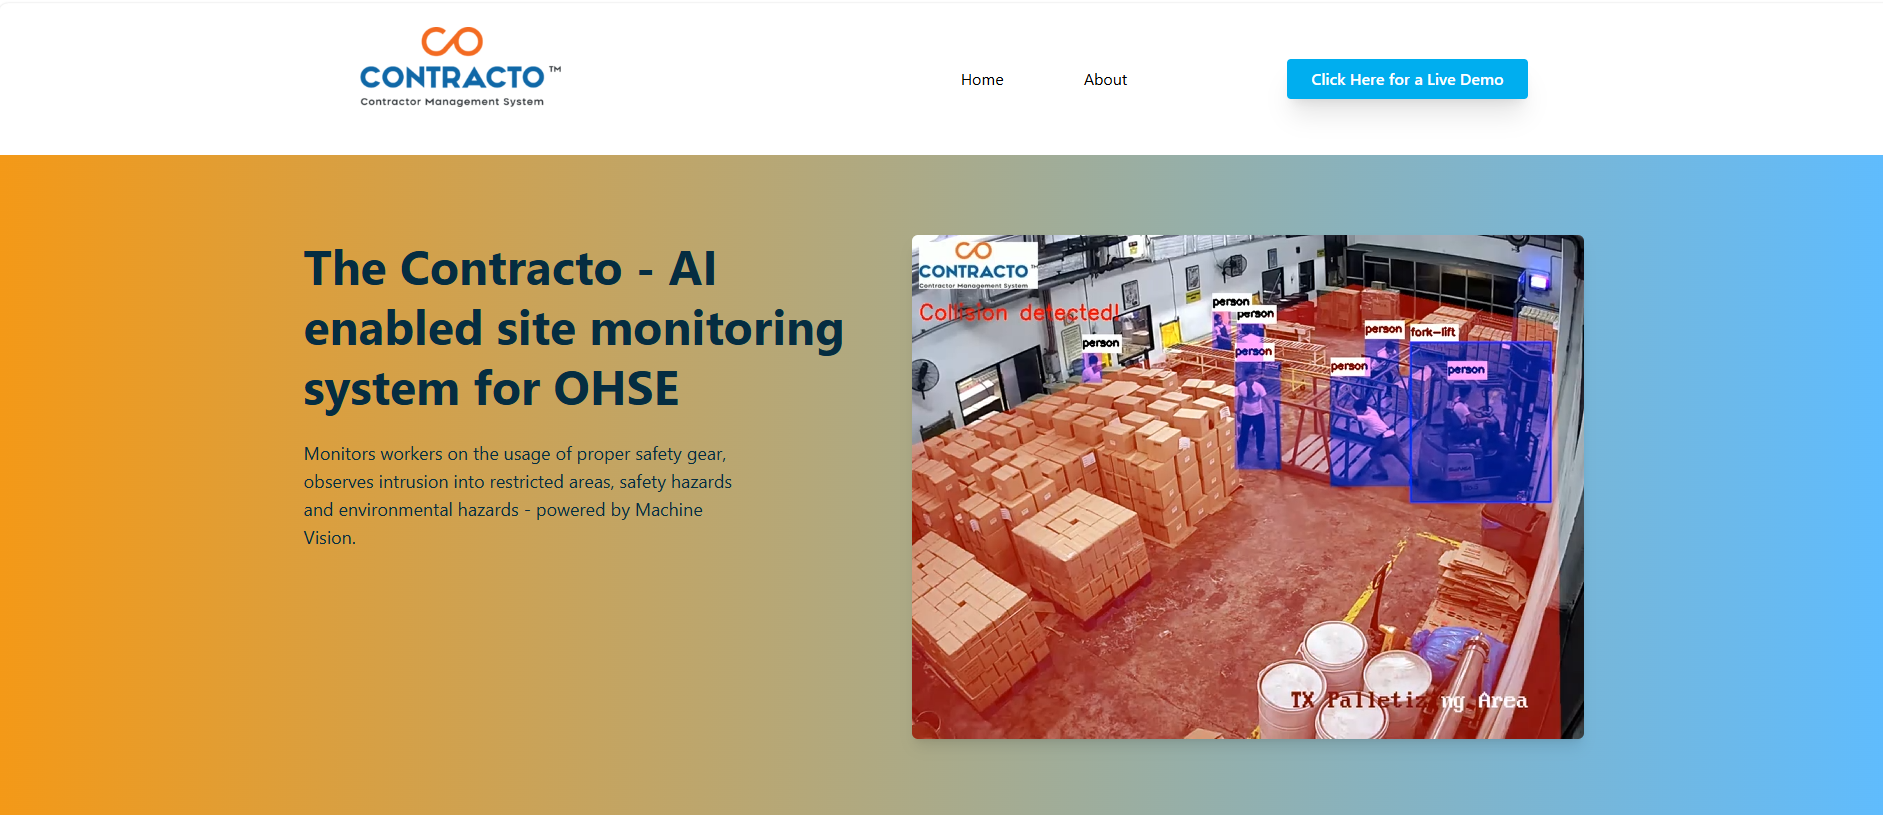 CONTRACTO™
Contractor Management System
Home
About
Click Here for a Live Demo
The Contracto - AI
enabled site monitoring
system for OHSE
Monitors workers on the usage of proper safety gear,
observes intrusion into restricted areas, safety hazards
and environmental hazards - powered by Machine
Vision.
CONTRACTO™
Contractor Management System
Collision detected!
person
person
person
person
person
person
fork-lift
person
TX Palletizing Area